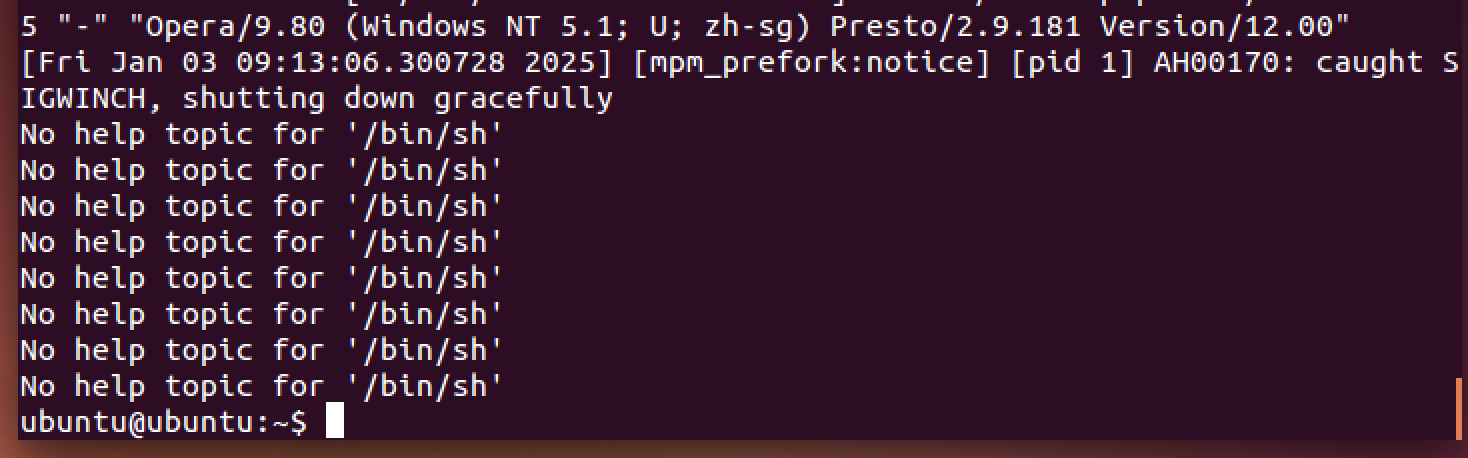 5 "-" "Opera/9.80 (Windows NT 5.1; U; zh-sg) Presto/2.9.181 Version/12.00"
[Fri Jan 03 09:13:06.300728 2025] [mpm_prefork:notice] [pid 1] AH00170: caught S
IGWINCH, shutting down gracefully
No help topic for '/bin/sh'
No help topic for '/bin/sh'
No help topic for '/bin/sh'
No help topic for '/bin/sh'
No help topic for '/bin/sh'
No help topic for '/bin/sh'
No help topic for '/bin/sh'
No help topic for '/bin/sh'
ubuntu@ubuntu:~$